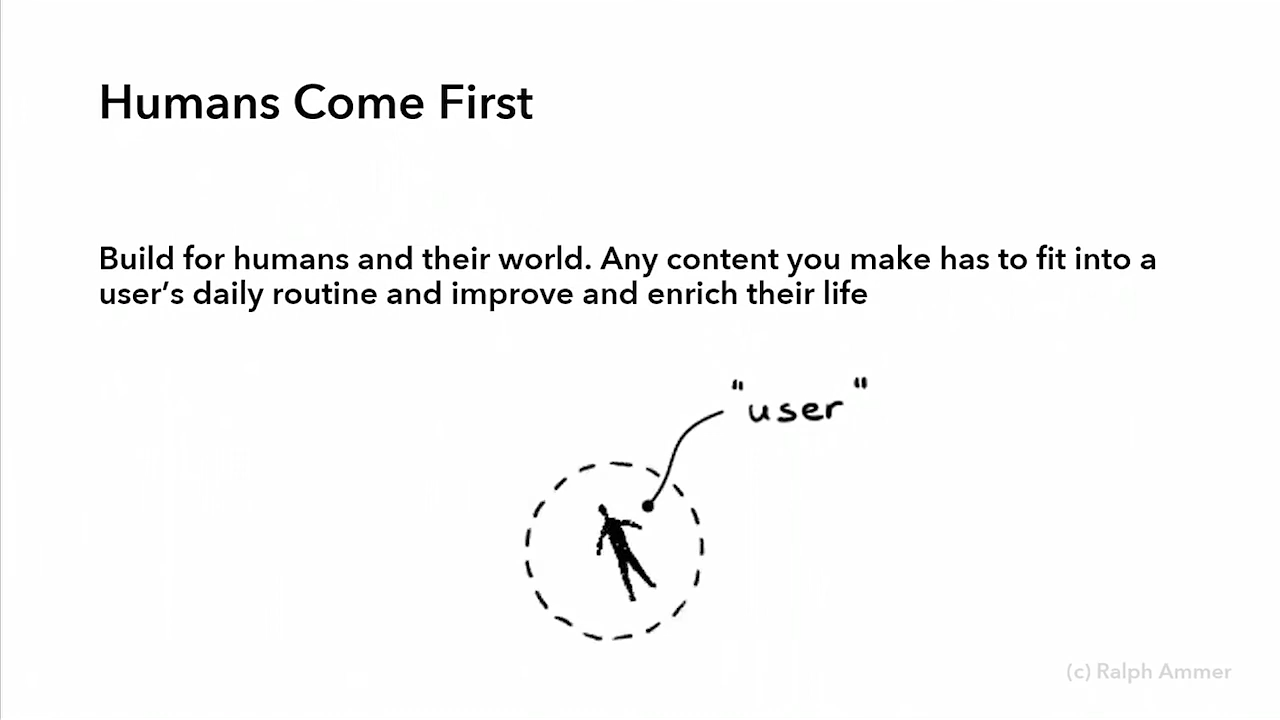 Humans Come First
Build for humans and their world. Any content you make has to fit into a
user’s daily routine and improve and enrich their life
"user"
(c) Ralph Ammer